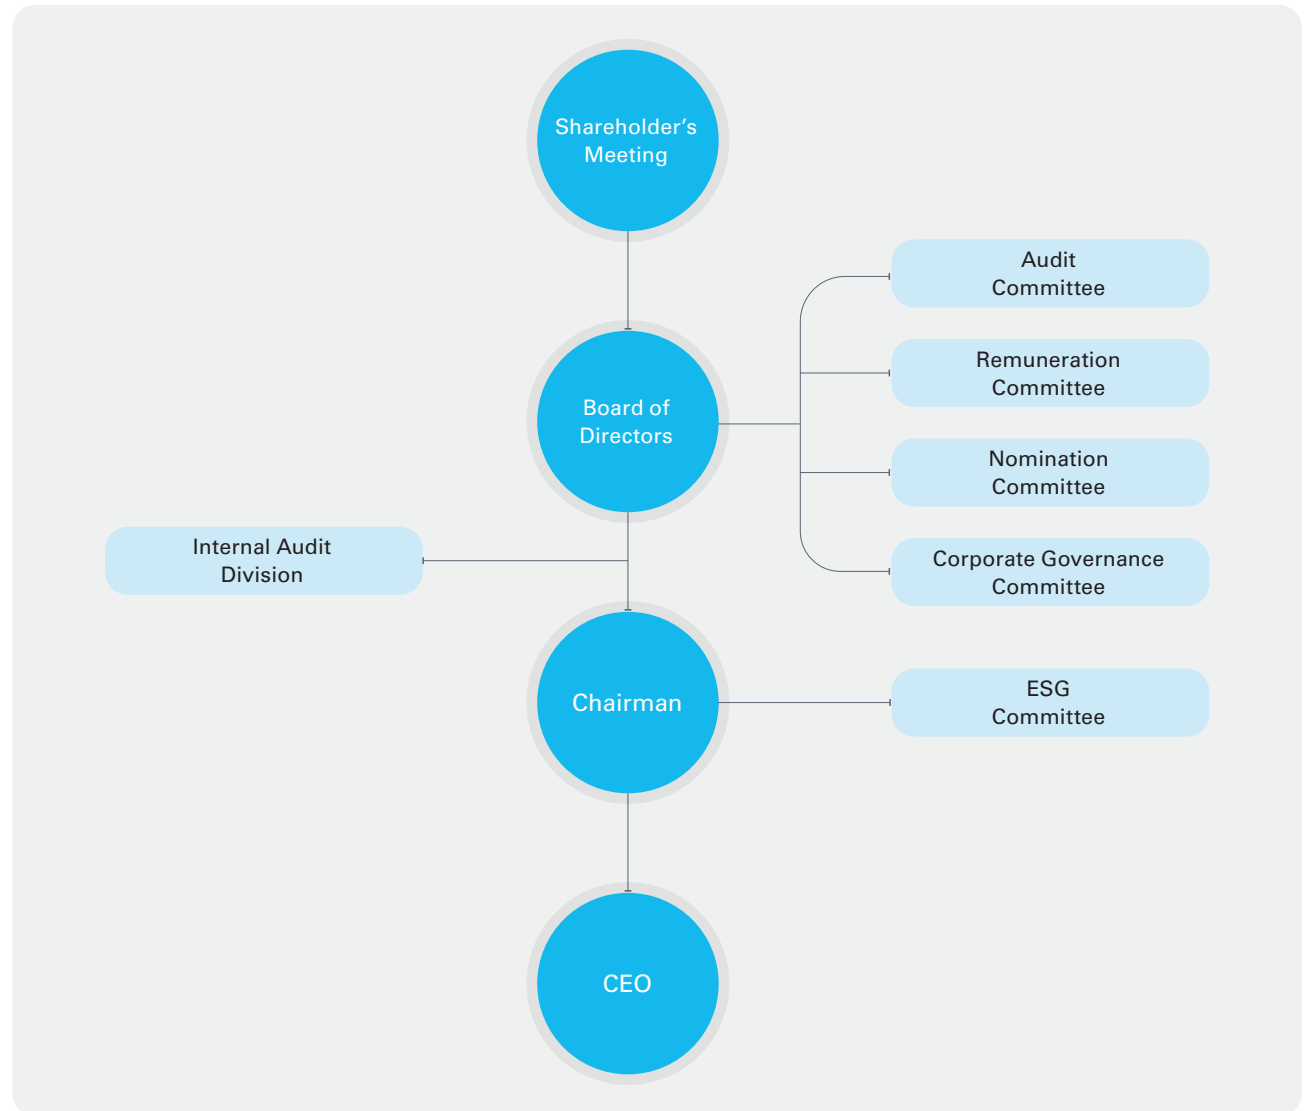 Shareholder’s
Meeting
Audit
Committee
Remuneration
Committee
Board of
Directors
Nomination
Committee
Internal Audit
Division
Corporate Governance
Committee
Chairman
ESG
Committee
CEO